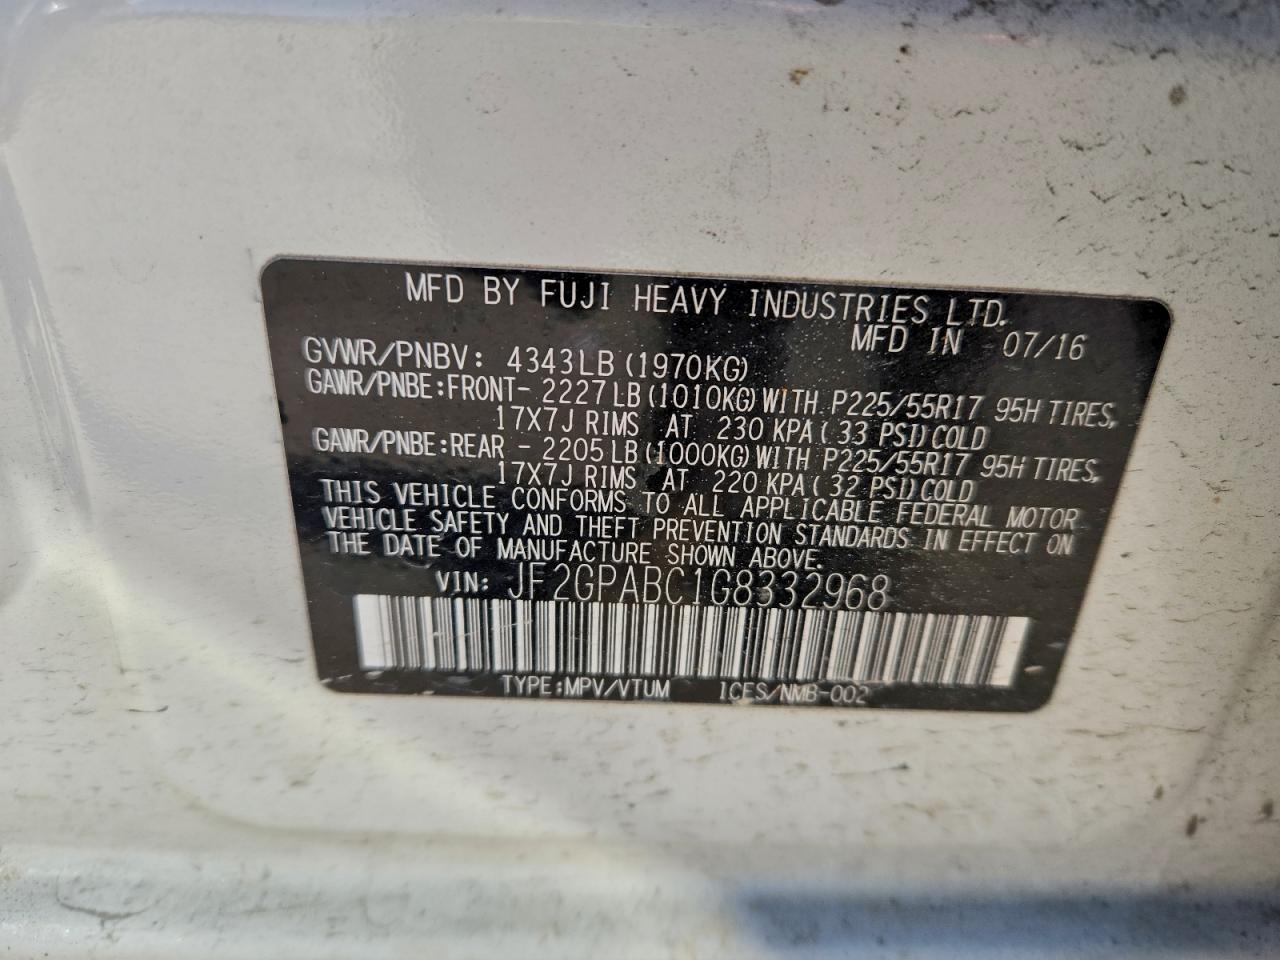 MFD BY FUJI HEAVY INDUSTRIES LTD.
MFD IN 07/16
GVWR/PNBV: 4343LB (1970KG)
GAWR/PNBE:FRONT- 2227LB (1010KG) WITH P225/55R17 95H TIRES,
17X7J RIMS AT 230 KPA ( 33 PSI) COLD
GAWR/PNBE:REAR - 2205LB (1000KG) WITH P225/55R17 95H TIRES,
17X7J RIMS AT 220 KPA ( 32 PSI) COLD
THIS VEHICLE CONFORMS TO ALL APPLICABLE FEDERAL MOTOR
VEHICLE SAFETY AND THEFT PREVENTION STANDARDS IN EFFECT ON
THE DATE OF MANUFACTURE SHOWN ABOVE.
VIN: JF2GPABC1G8332968
TYPE:MPV/VTUM ICES/NMB-002